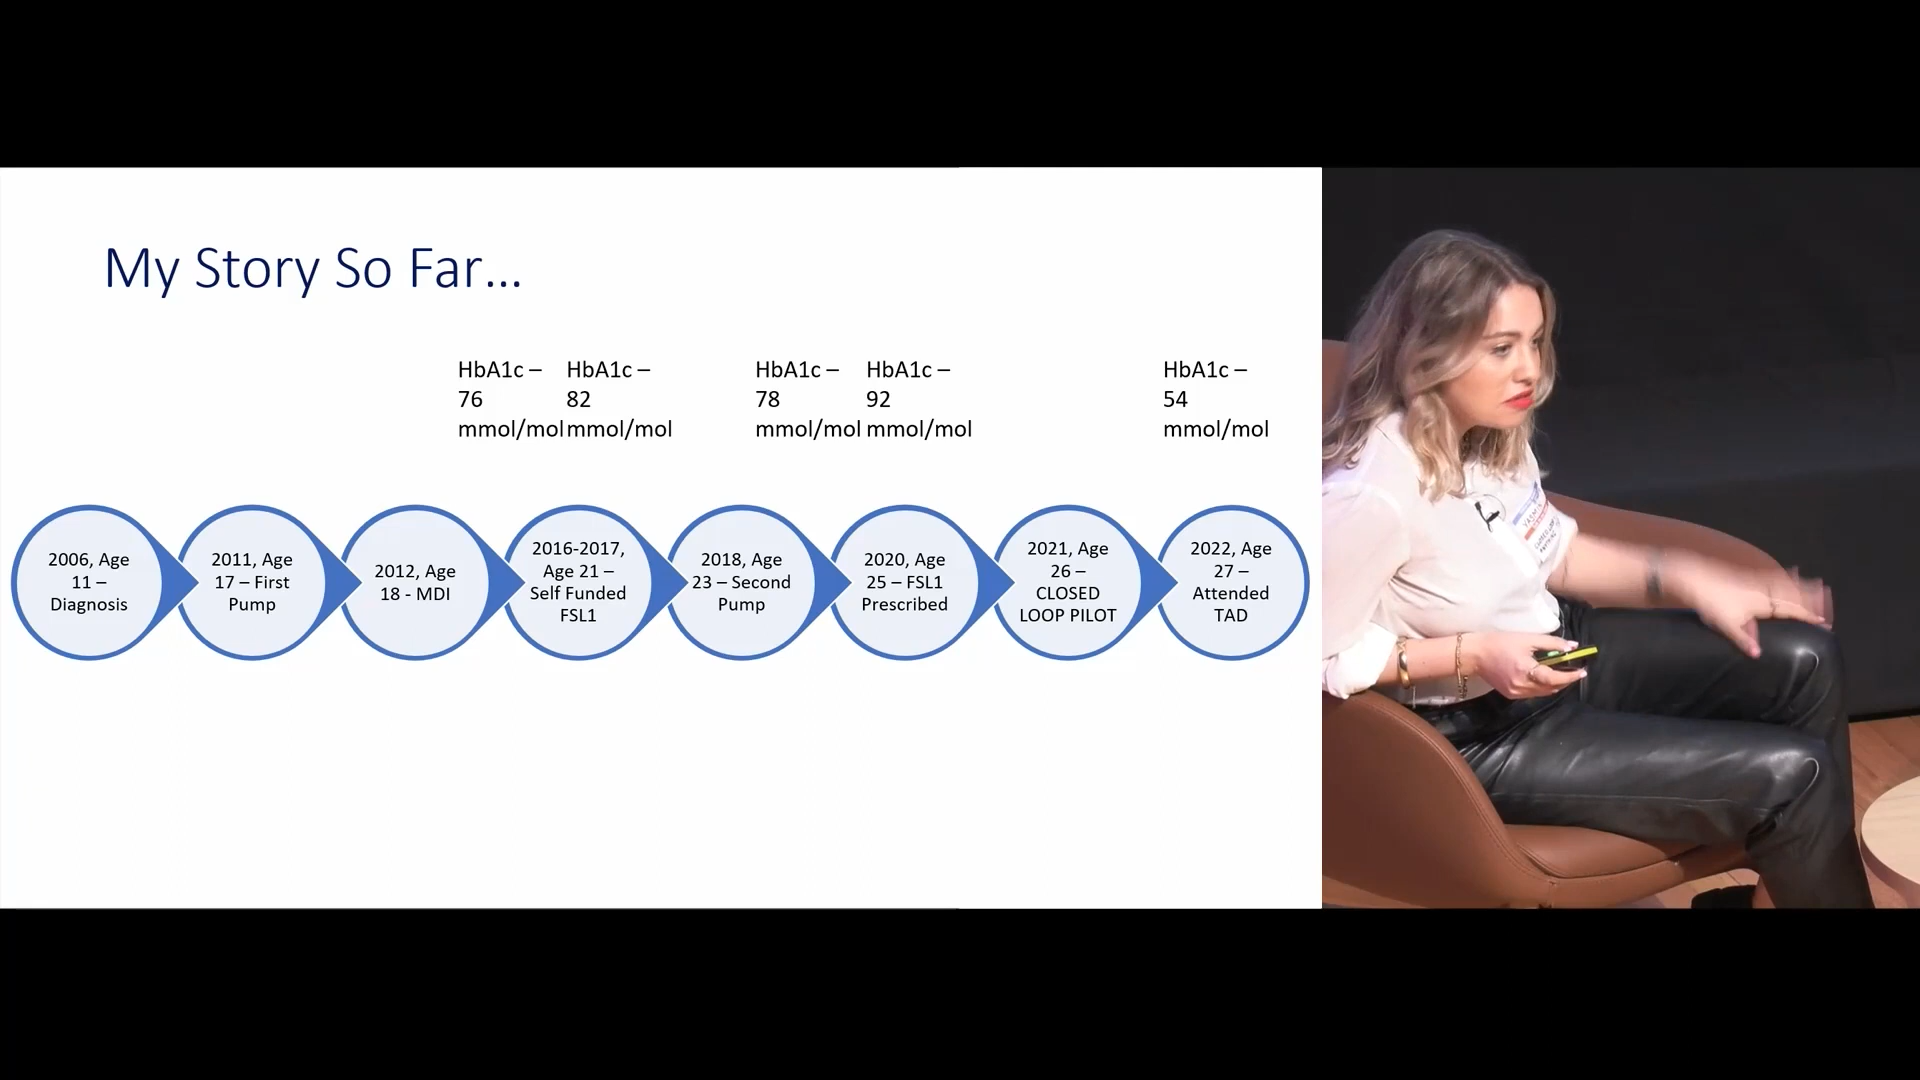 My Story So Far...
HbA1c –
76
mmol/mol
HbA1c –
82
mmol/mol
HbA1c –
78
mmol/mol
HbA1c –
92
mmol/mol
HbA1c –
54
mmol/mol
2006, Age
11 –
Diagnosis
2011, Age
17 – First
Pump
2012, Age
18 - MDI
2016-2017,
Age 21 –
Self Funded
FSL1
2018, Age
23 – Second
Pump
2020, Age
25 – FSL1
Prescribed
2021, Age
26 –
CLOSED
LOOP PILOT
2022, Age
27 –
Attended
TAD